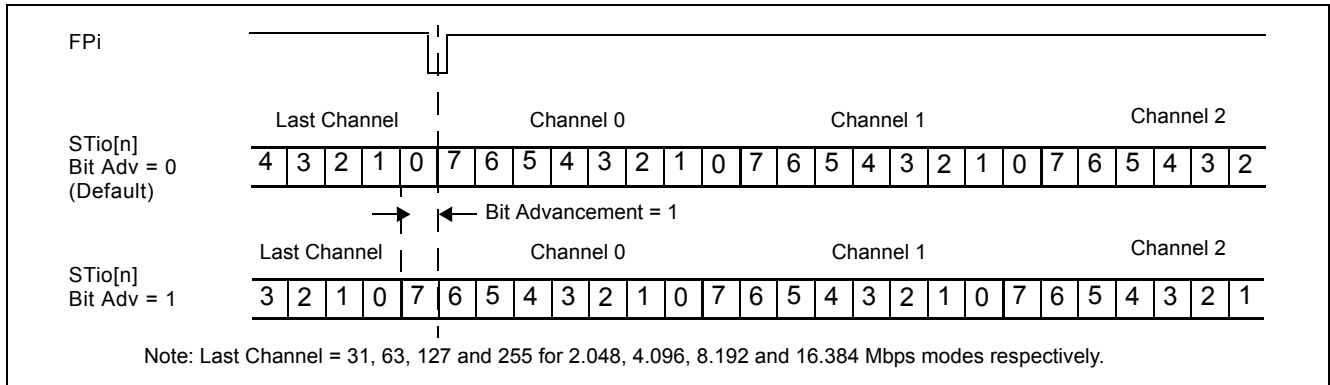 FPi
Last Channel Channel 0 Channel 1 Channel 2
STio[n]
Bit Adv = 0
(Default)
4 3 2 1 0 7 6 5 4 3 2 1 0 7 6 5 4 3 2 1 0 7 6 5 4 3 2
Bit Advancement = 1
Last Channel Channel 0 Channel 1 Channel 2
STio[n]
Bit Adv = 1
3 2 1 0 7 6 5 4 3 2 1 0 7 6 5 4 3 2 1 0 7 6 5 4 3 2 1
Note: Last Channel = 31, 63, 127 and 255 for 2.048, 4.096, 8.192 and 16.384 Mbps modes respectively.